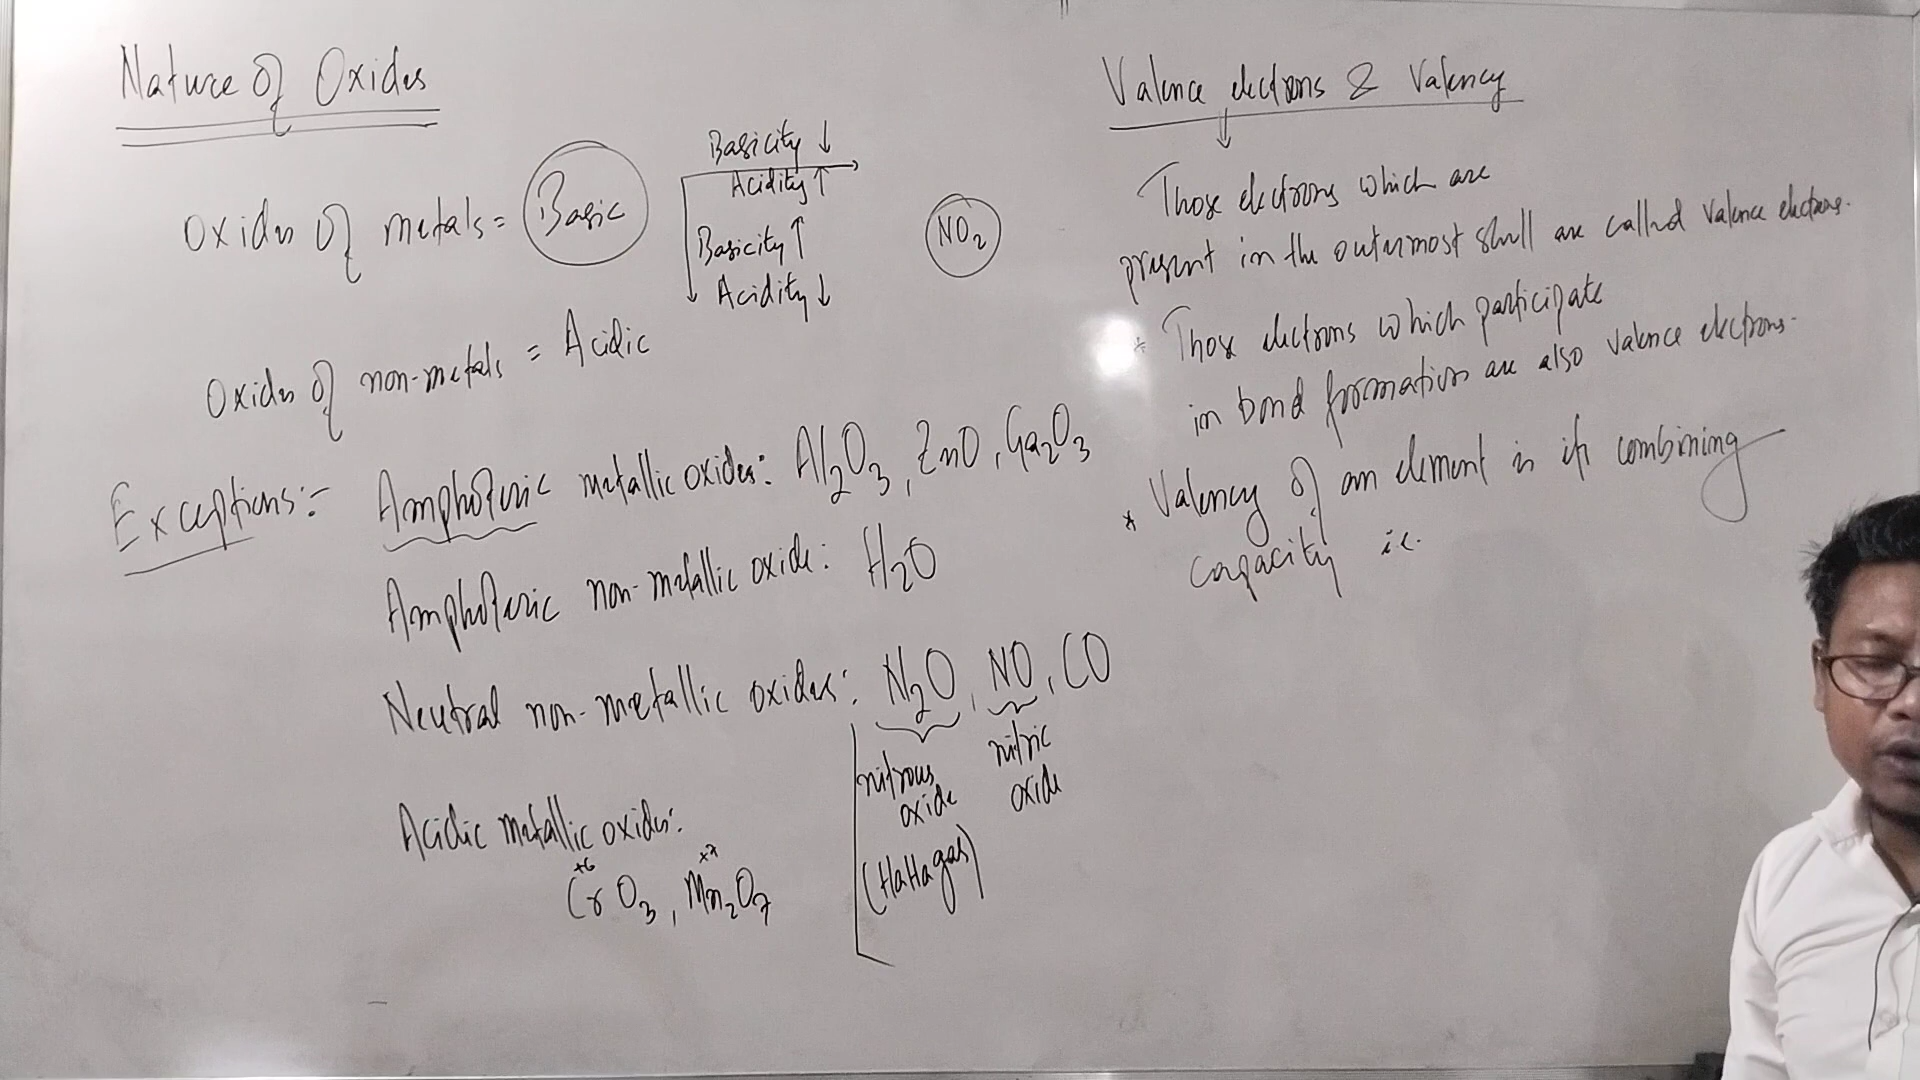 Nature of Oxides
Oxides of metals = Basic
Basicity ↓
Acidity ↑
Basicity ↑
Acidity ↓
NO₂
Oxides of non-metals = Acidic
Exceptions:- Amphoteric metallic oxides: Al₂O₃, ZnO, Ga₂O₃
Amphoteric non-metallic oxide: H₂O
Neutral non-metallic oxides: N₂O, NO, CO
nitrous oxide
nitric oxide
(HaHa gas)
Acidic metallic oxides:
+6 +7
CrO₃, Mn₂O₇
Valence electrons & Valency
Those electrons which are
present in the outermost shell are called valence electrons.
* Those electrons which participate
in bond formation are also valence electrons.
* Valency of an element is its combining
capacity i.e.